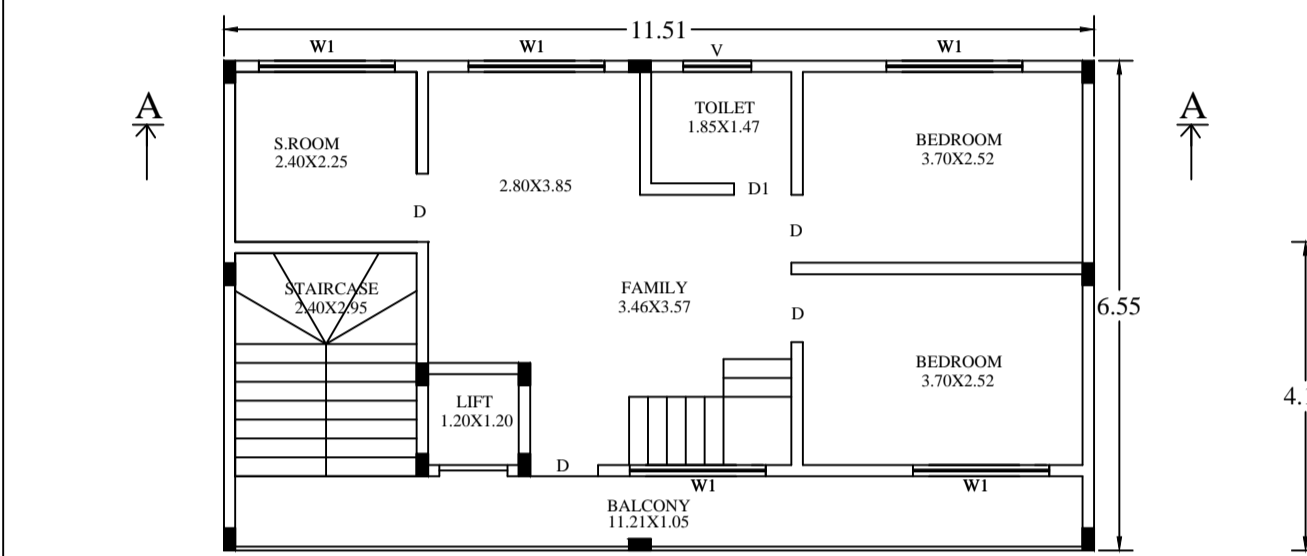 11.51
W1
W1
V
W1
A
A
TOILET
1.85X1.47
S.ROOM
2.40X2.25
BEDROOM
3.70X2.52
2.80X3.85
D1
D
D
STAIRCASE
2.40X2.95
FAMILY
3.46X3.57
6.55
D
BEDROOM
3.70X2.52
LIFT
1.20X1.20
D
W1
W1
BALCONY
11.21X1.05